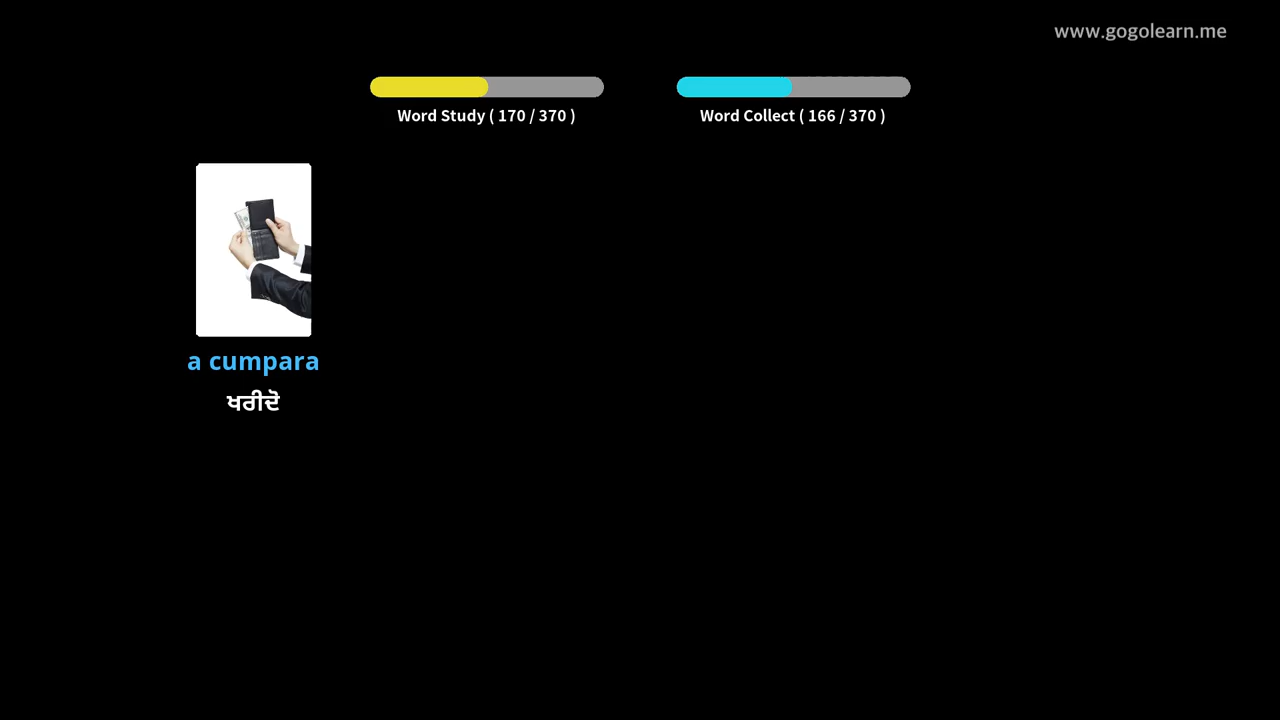 www.gogolearn.me
Word Study ( 170 / 370 )
Word Collect ( 166 / 370 )
a cumpara
ਖਰੀਦੋ